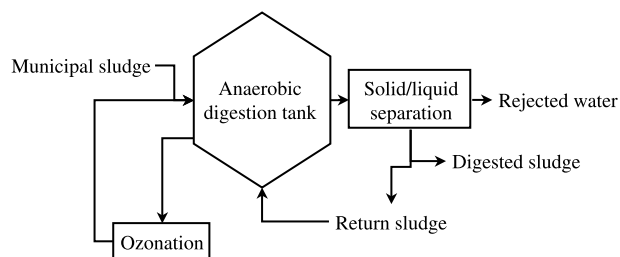 Municipal sludge
Anaerobic
digestion tank
Solid/liquid
separation
Rejected water
Digested sludge
Return sludge
Ozonation